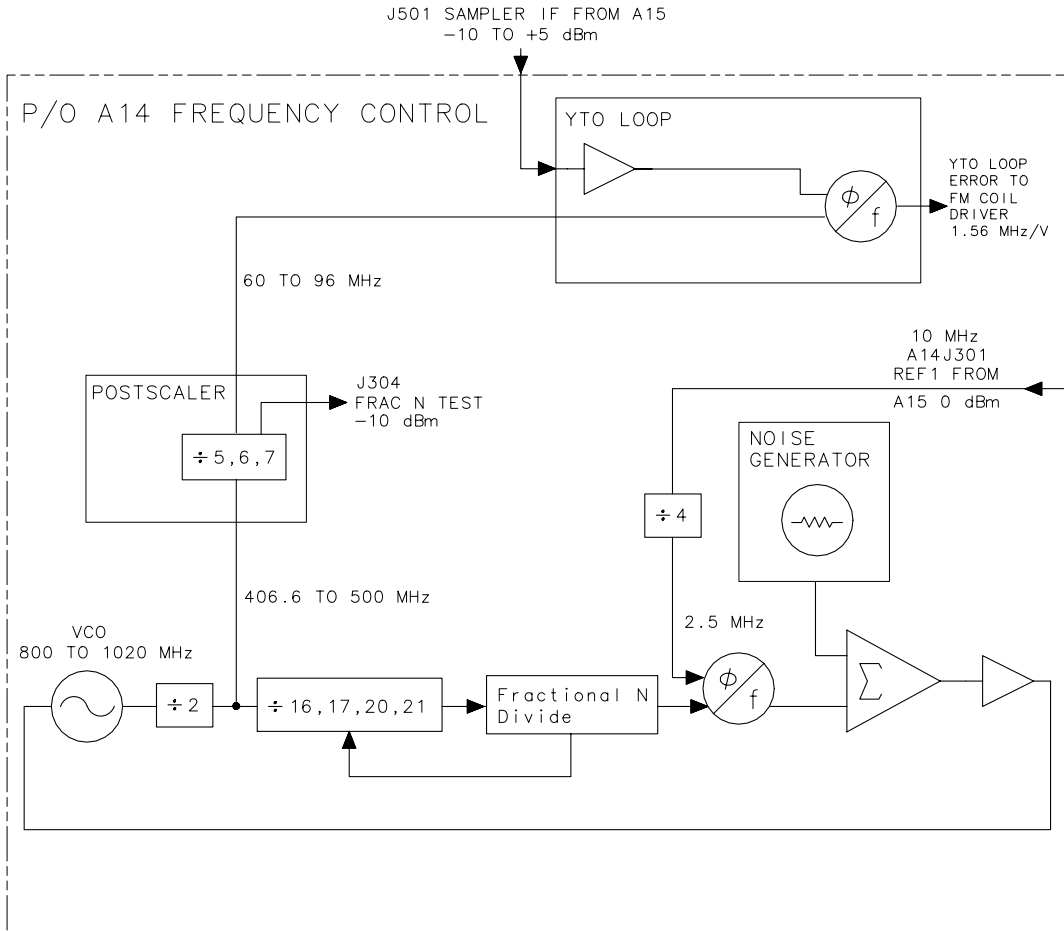 J501 SAMPLER IF FROM A15
-10 TO +5 dBm
P/O A14 FREQUENCY CONTROL
YTO LOOP
ϕ
f
YTO LOOP
ERROR TO
FM COIL
DRIVER
1.56 MHz/V
60 TO 96 MHz
10 MHz
A14J301
REF1 FROM
A15 0 dBm
POSTSCALER
J304
FRAC N TEST
-10 dBm
÷5,6,7
NOISE
GENERATOR
÷4
406.6 TO 500 MHz
2.5 MHz
VCO
800 TO 1020 MHz
÷2
÷16,17,20,21
Fractional N
Divide
ϕ
f
Σ